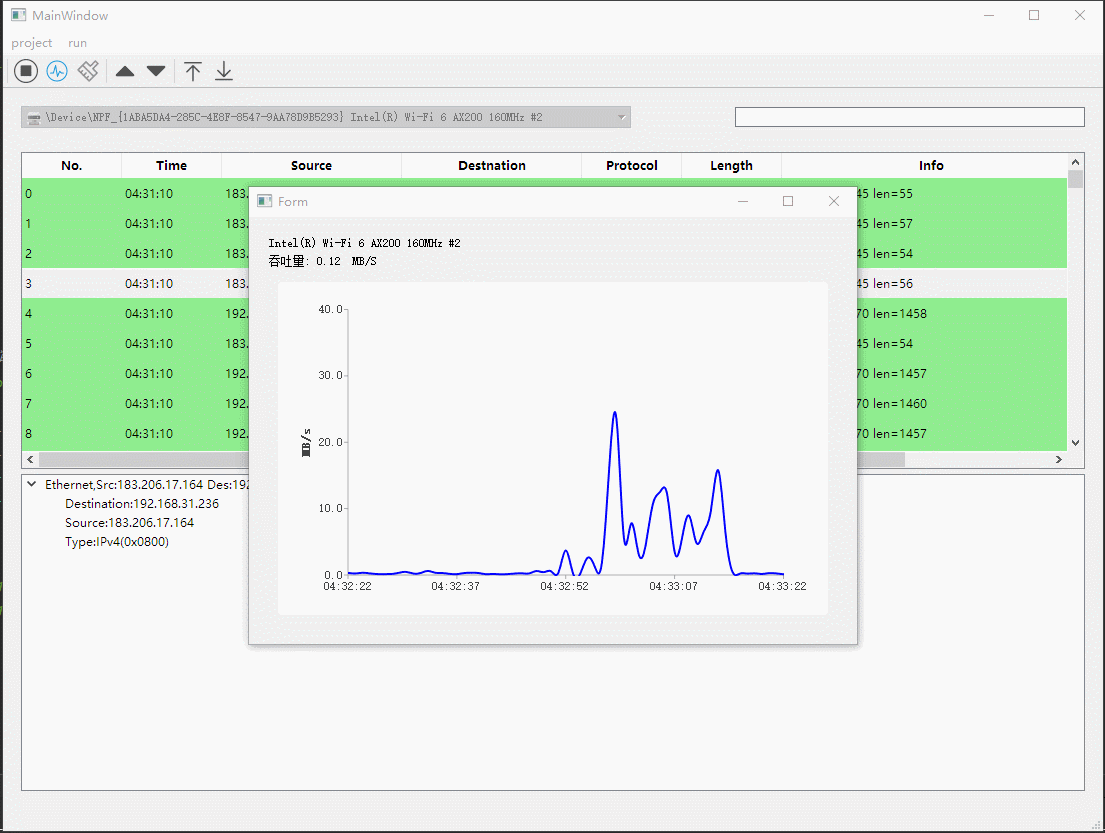 MainWindow
project run
\Device\NPF_{1ABA5DA4-285C-4E8F-8547-9AA78D9B5293} Intel(R) Wi-Fi 6 AX200 160MHz #2
No. Time Source Destnation Protocol Length Info
0 04:31:10 183. 45 len=55
1 04:31:10 183. 45 len=57
2 04:31:10 183. 45 len=54
3 04:31:10 183. 45 len=56
4 04:31:10 192. 70 len=1458
5 04:31:10 183. 45 len=54
6 04:31:10 192. 70 len=1457
7 04:31:10 192. 70 len=1460
8 04:31:10 192. 70 len=1457
Ethernet,Src:183.206.17.164 Des:192
Destination:192.168.31.236
Source:183.206.17.164
Type:IPv4(0x0800)
Form
Intel(R) Wi-Fi 6 AX200 160MHz #2
吞吐量: 0.12 MB/S
40.0
30.0
20.0
10.0
0.0
MB/s
04:32:22 04:32:37 04:32:52 04:33:07 04:33:22